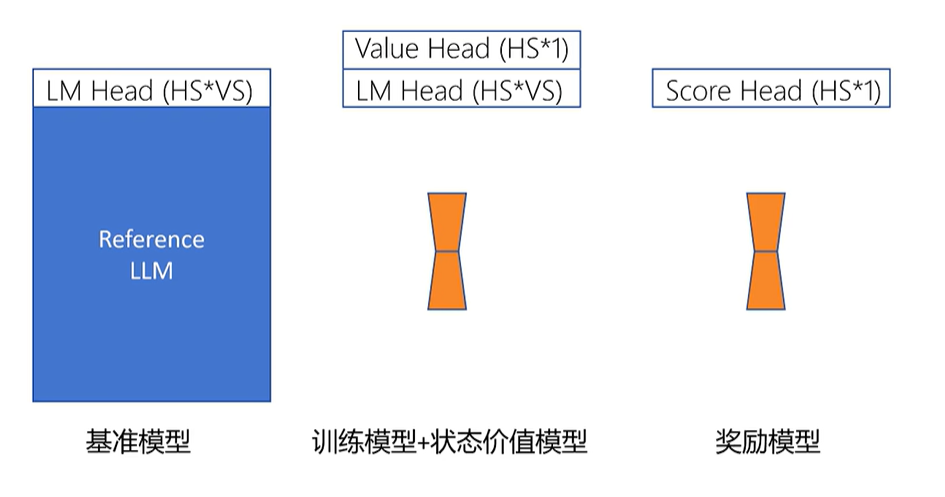 LM Head (HS*VS)
Reference
LLM
基准模型
Value Head (HS*1)
LM Head (HS*VS)
训练模型+状态价值模型
Score Head (HS*1)
奖励模型